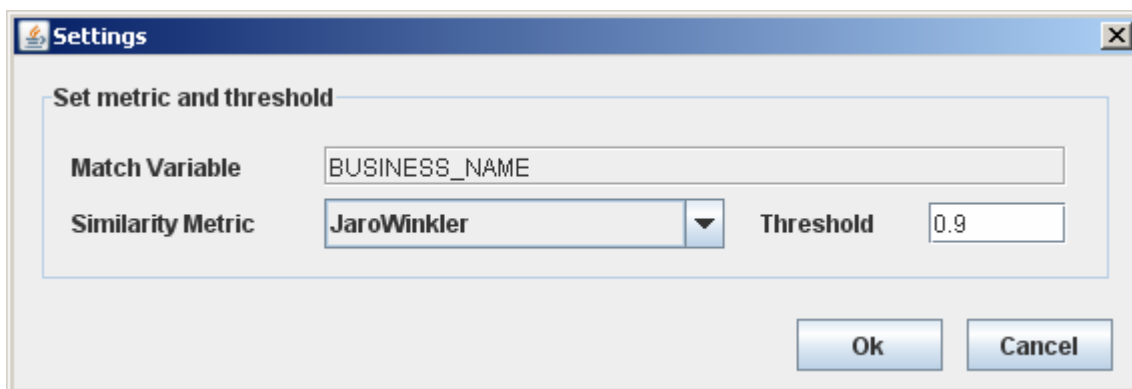 Settings
Set metric and threshold
Match Variable BUSINESS_NAME
Similarity Metric JaroWinkler Threshold 0.9
Ok Cancel